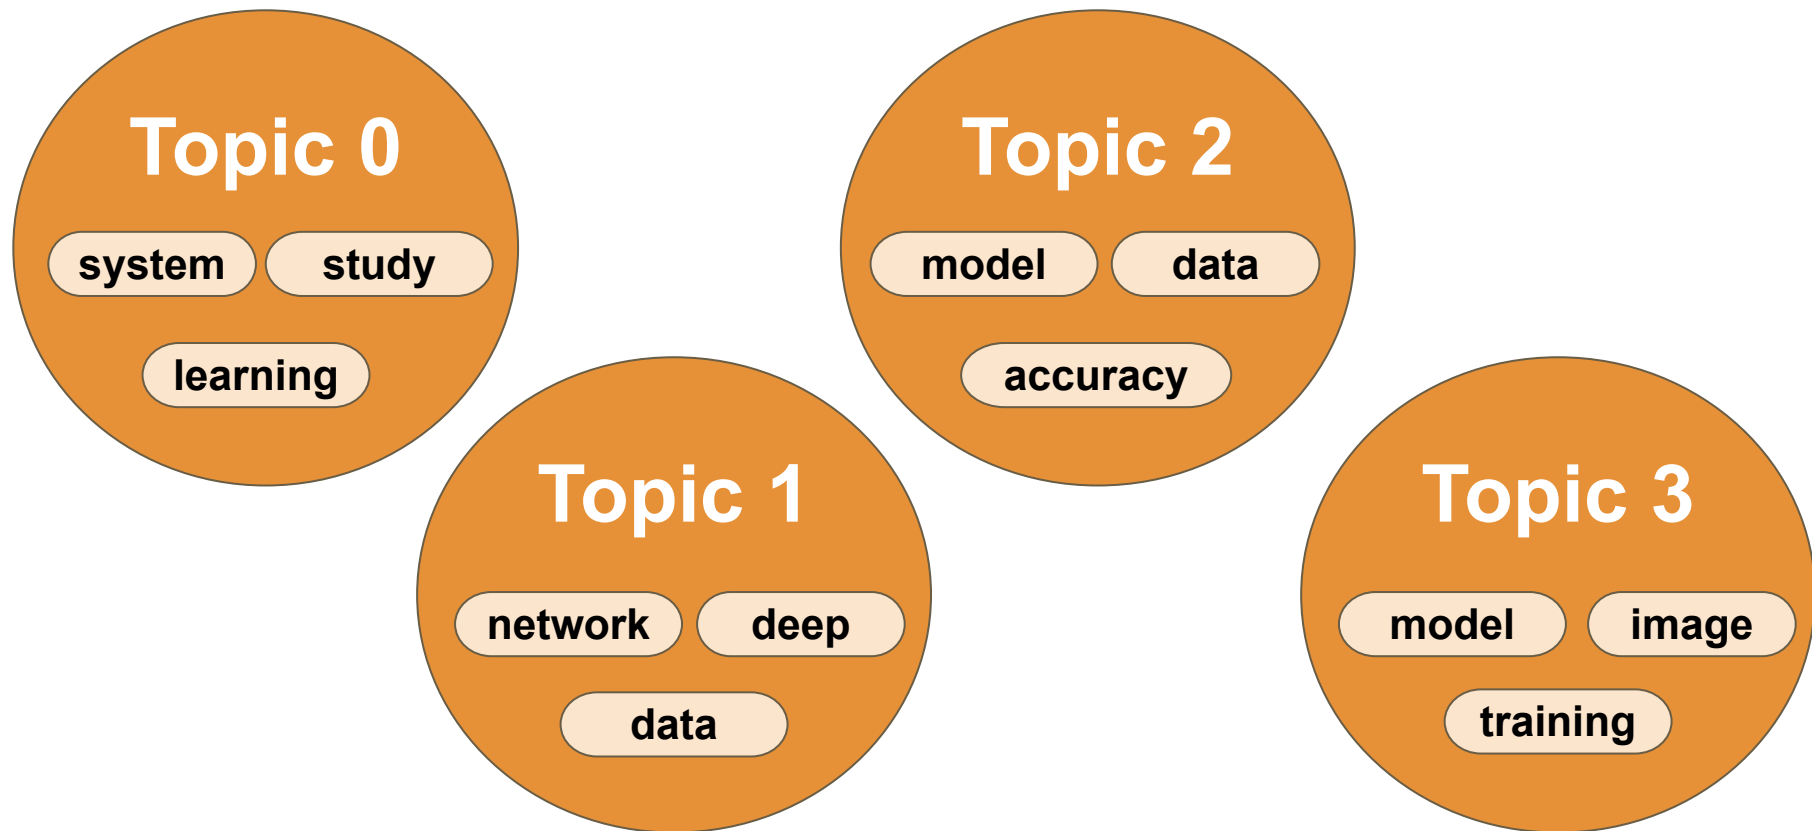 Topic 0
system study
learning
Topic 1
network deep
data
Topic 2
model data
accuracy
Topic 3
model image
training